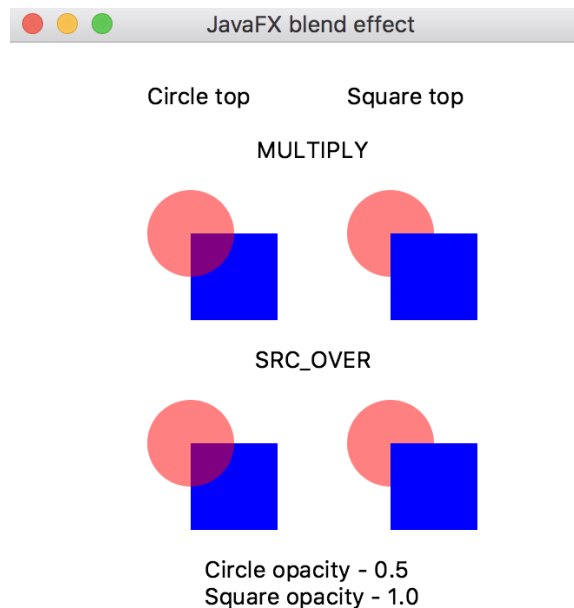 JavaFX blend effect
Circle top Square top
MULTIPLY
SRC_OVER
Circle opacity - 0.5
Square opacity - 1.0